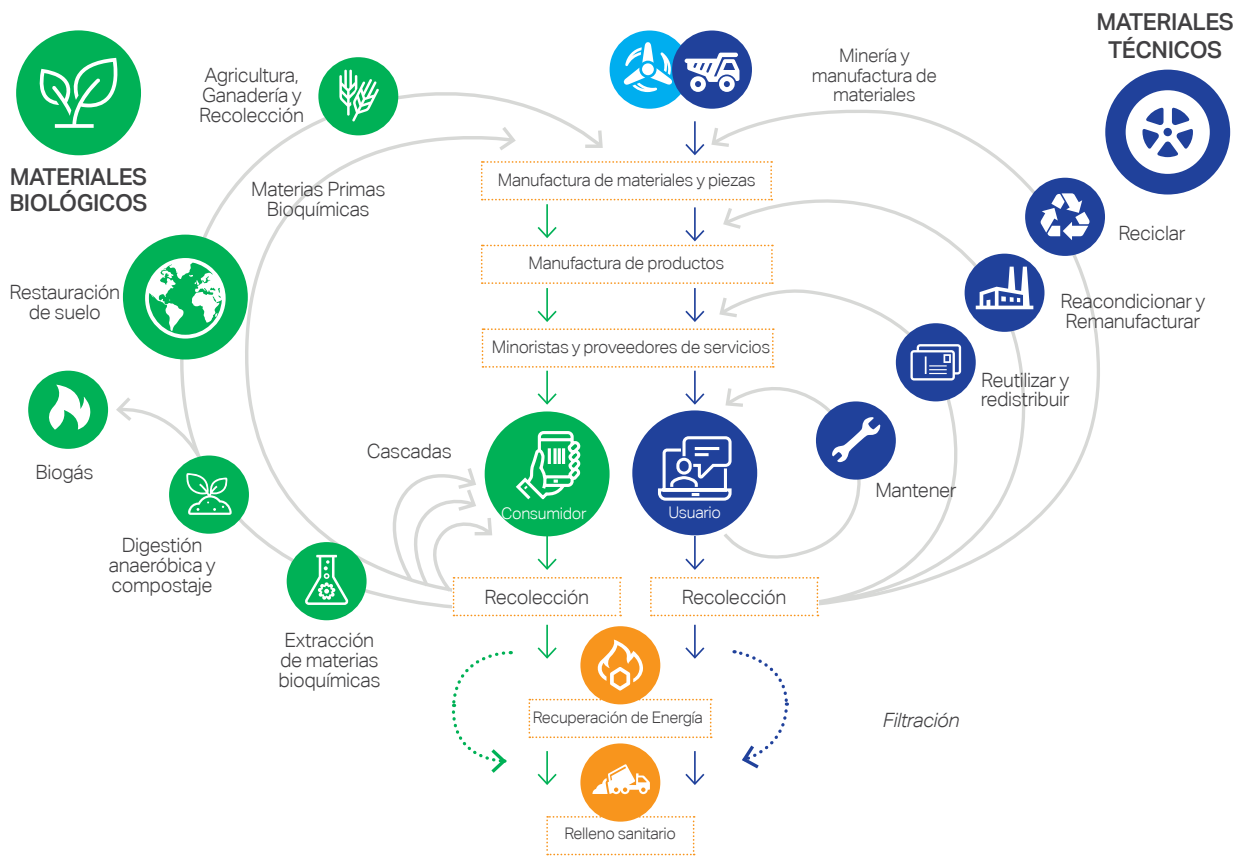 MATERIALES
BIOLÓGICOS
Agricultura,
Ganadería y
Recolección
Materias Primas
Bioquímicas
Restauración
de suelo
Biogás
Digestión
anaeróbica y
compostaje
Extracción
de materias
bioquímicas
Cascadas
Minería y
manufactura de
materiales
MATERIALES
TÉCNICOS
Manufactura de materiales y piezas
Manufactura de productos
Minoristas y proveedores de servicios
Consumidor
Usuario
Recolección
Recolección
Recuperación de Energía
Relleno sanitario
Reciclar
Reacondicionar y
Remanufacturar
Reutilizar y
redistribuir
Mantener
Filtración